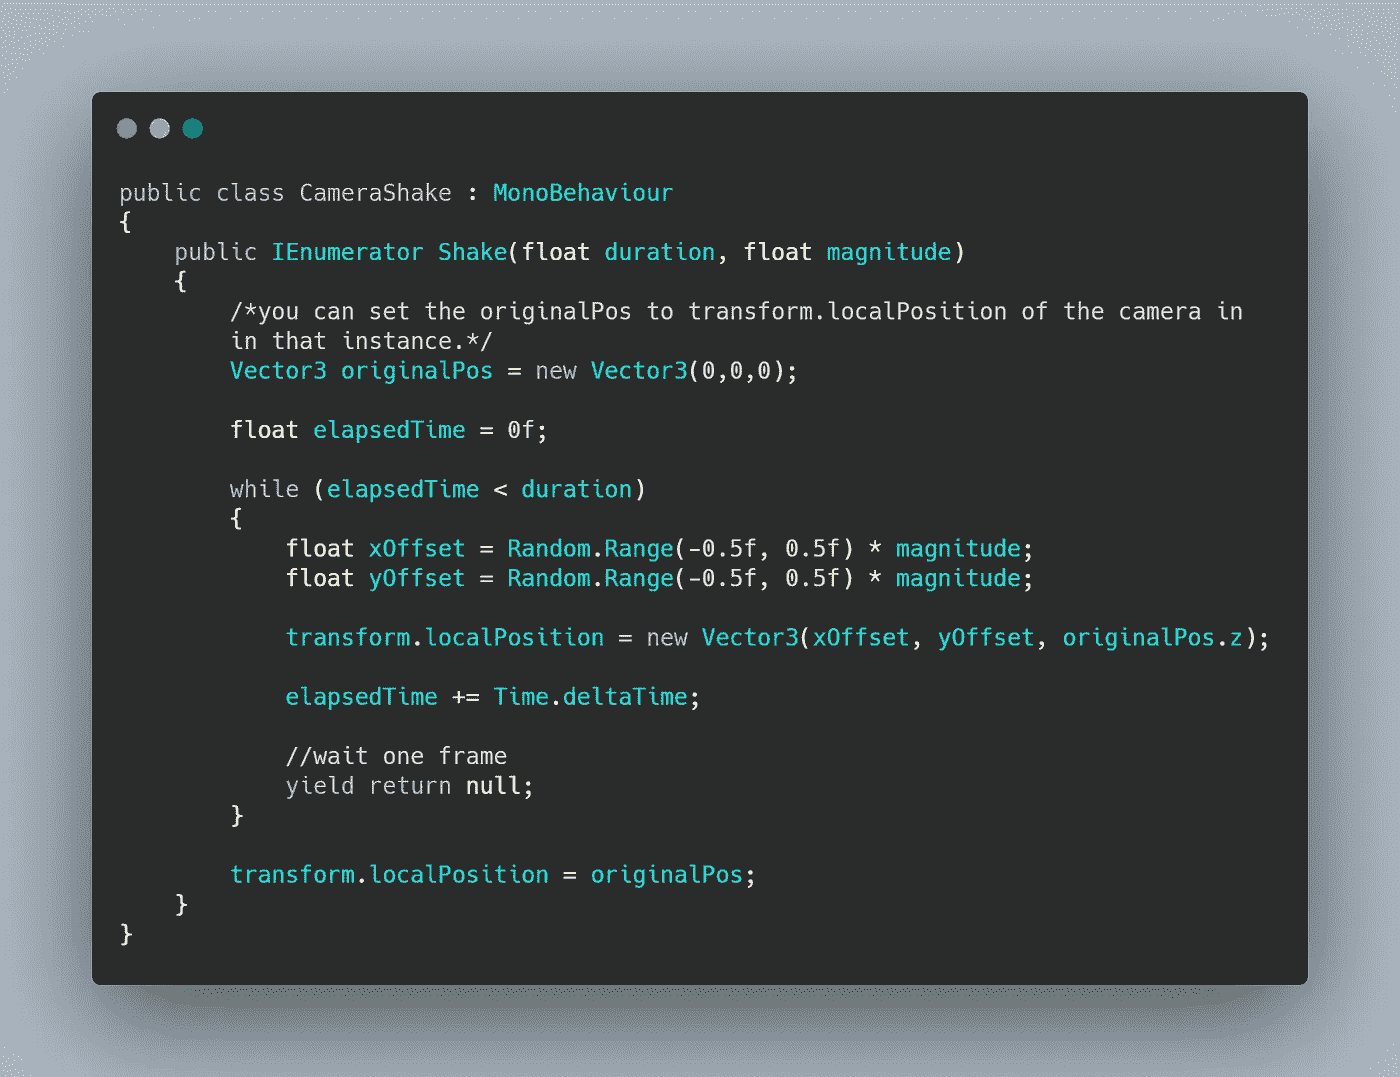 public class CameraShake : MonoBehaviour
{
    public IEnumerator Shake(float duration, float magnitude)
    {
        /*you can set the originalPos to transform.localPosition of the camera in
        in that instance.*/
        Vector3 originalPos = new Vector3(0,0,0);

        float elapsedTime = 0f;

        while (elapsedTime < duration)
        {
            float xOffset = Random.Range(-0.5f, 0.5f) * magnitude;
            float yOffset = Random.Range(-0.5f, 0.5f) * magnitude;

            transform.localPosition = new Vector3(xOffset, yOffset, originalPos.z);

            elapsedTime += Time.deltaTime;

            //wait one frame
            yield return null;
        }

        transform.localPosition = originalPos;
    }
}